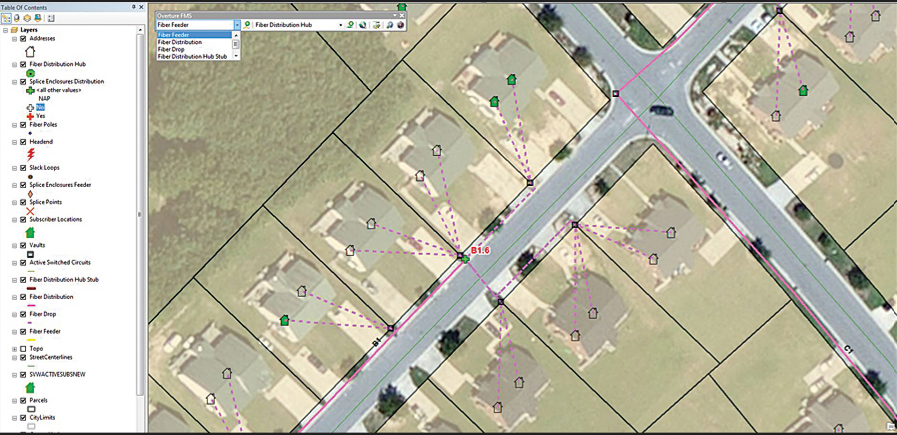 Table Of Contents
Layers
Addresses
Fiber Distribution Hub
Splice Enclosures Distribution
<all other values>
NAP
No
Yes
Fiber Poles
Headend
Slack Loops
Splice Enclosures Feeder
Splice Points
Subscriber Locations
Vaults
Active Switched Circuits
Fiber Distribution Hub Stub
Fiber Distribution
Fiber Drop
Fiber Feeder
Topo
StreetCenterlines
SVWACTIVESUBSNEW
Parcels
CityLimits
Overture FMS
Fiber Feeder
Fiber Distribution Hub
Fiber Feeder
Fiber Distribution
Fiber Drop
Fiber Distribution Hub Stub
B1:6
B1
C1